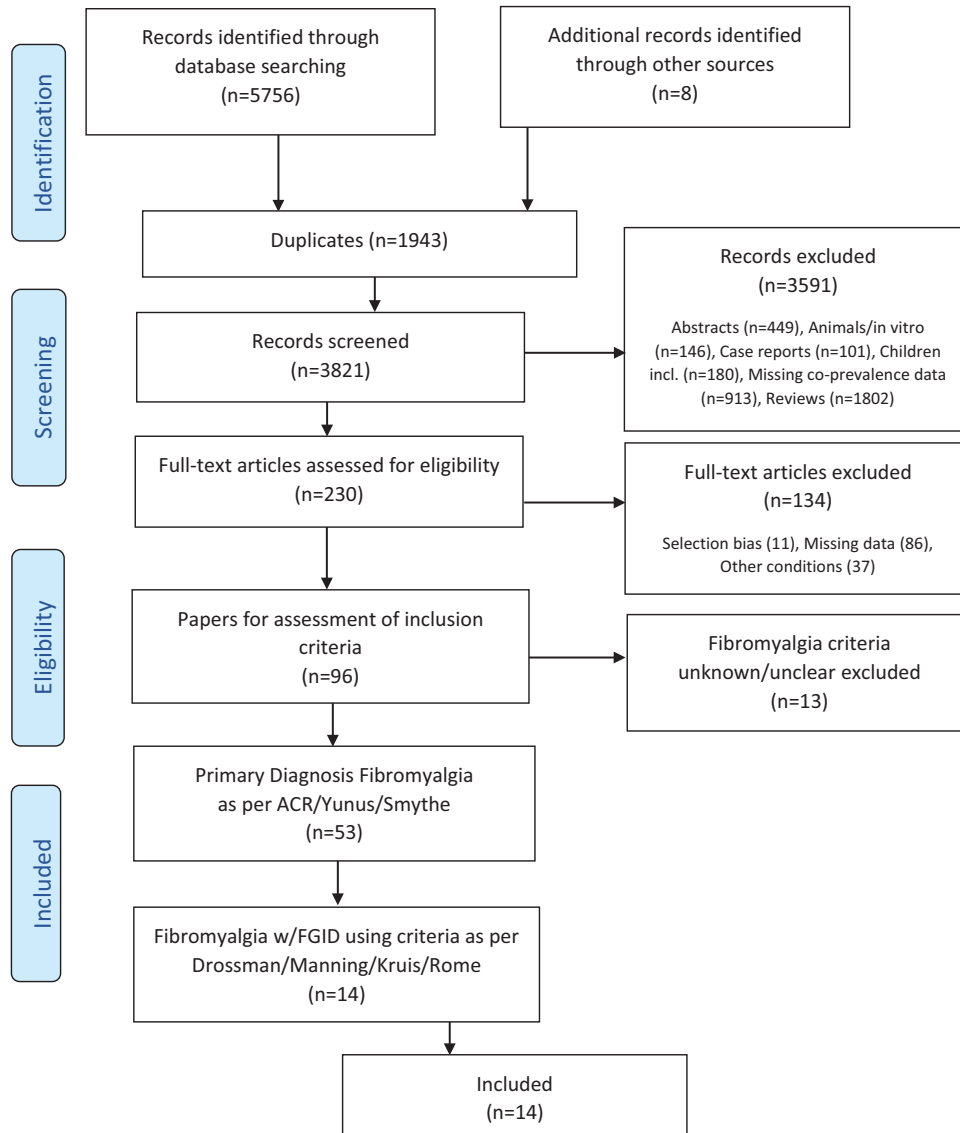 Identification
Records identified through
database searching
(n=5756)
Additional records identified
through other sources
(n=8)
Duplicates (n=1943)
Screening
Records screened
(n=3821)
Records excluded
(n=3591)
Abstracts (n=449), Animals/in vitro
(n=146), Case reports (n=101), Children
incl. (n=180), Missing co-prevalence data
(n=913), Reviews (n=1802)
Full-text articles assessed for eligibility
(n=230)
Full-text articles excluded
(n=134)
Selection bias (11), Missing data (86),
Other conditions (37)
Eligibility
Papers for assessment of inclusion
criteria
(n=96)
Fibromyalgia criteria
unknown/unclear excluded
(n=13)
Included
Primary Diagnosis Fibromyalgia
as per ACR/Yunus/Smythe
(n=53)
Fibromyalgia w/FGID using criteria as per
Drossman/Manning/Kruis/Rome
(n=14)
Included
(n=14)